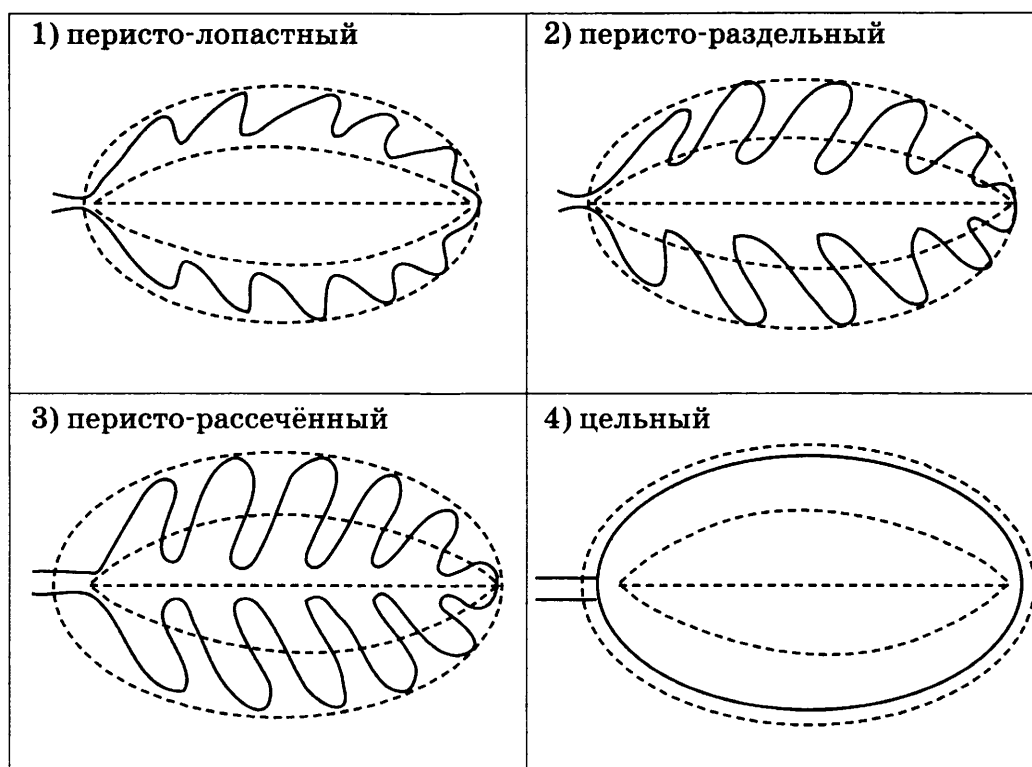 1) перисто-лопастный
2) перисто-раздельный
3) перисто-рассечённый
4) цельный